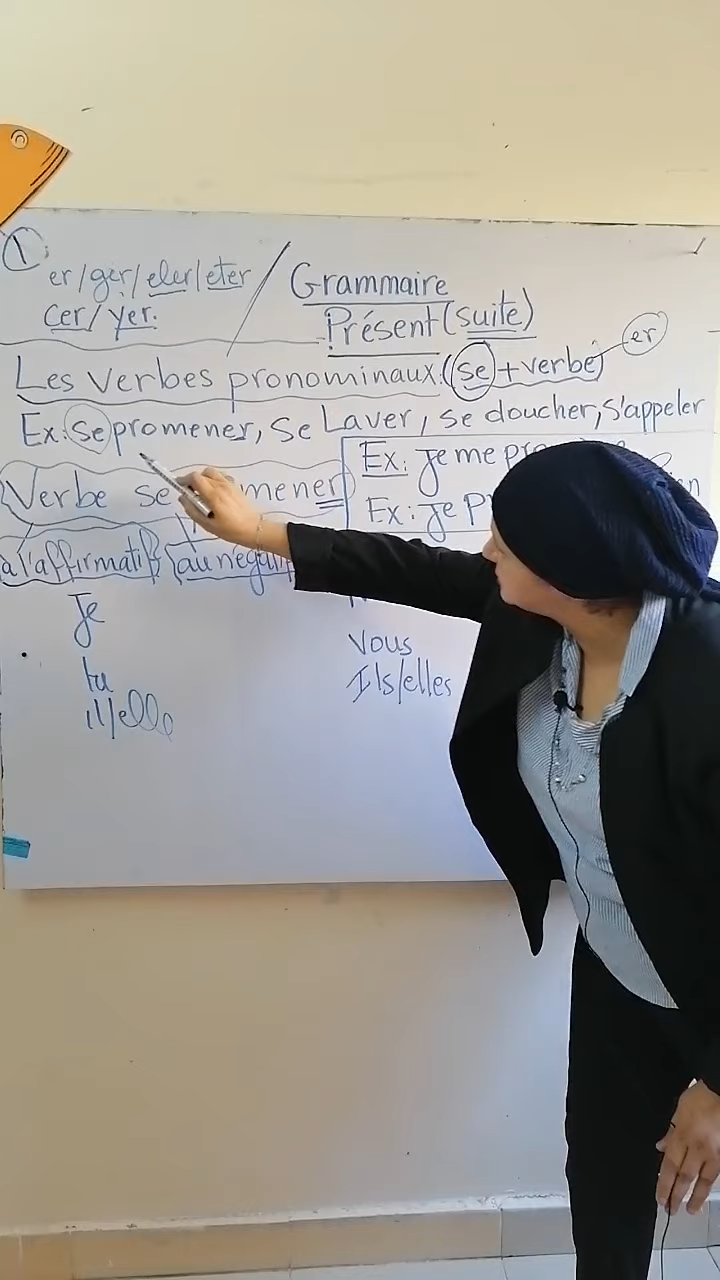 1
er/ger/eler/eter
cer/yer.
Grammaire
Présent (suite)
er
Les verbes pronominaux: (se + verbe)
Ex: se promener, se Laver, se doucher, s'appeler
Ex: Je me
Verbe se mener
Ex: Je
à l'affirmatif / au négatif
Je
tu
il/elle
vous
Ils/elles